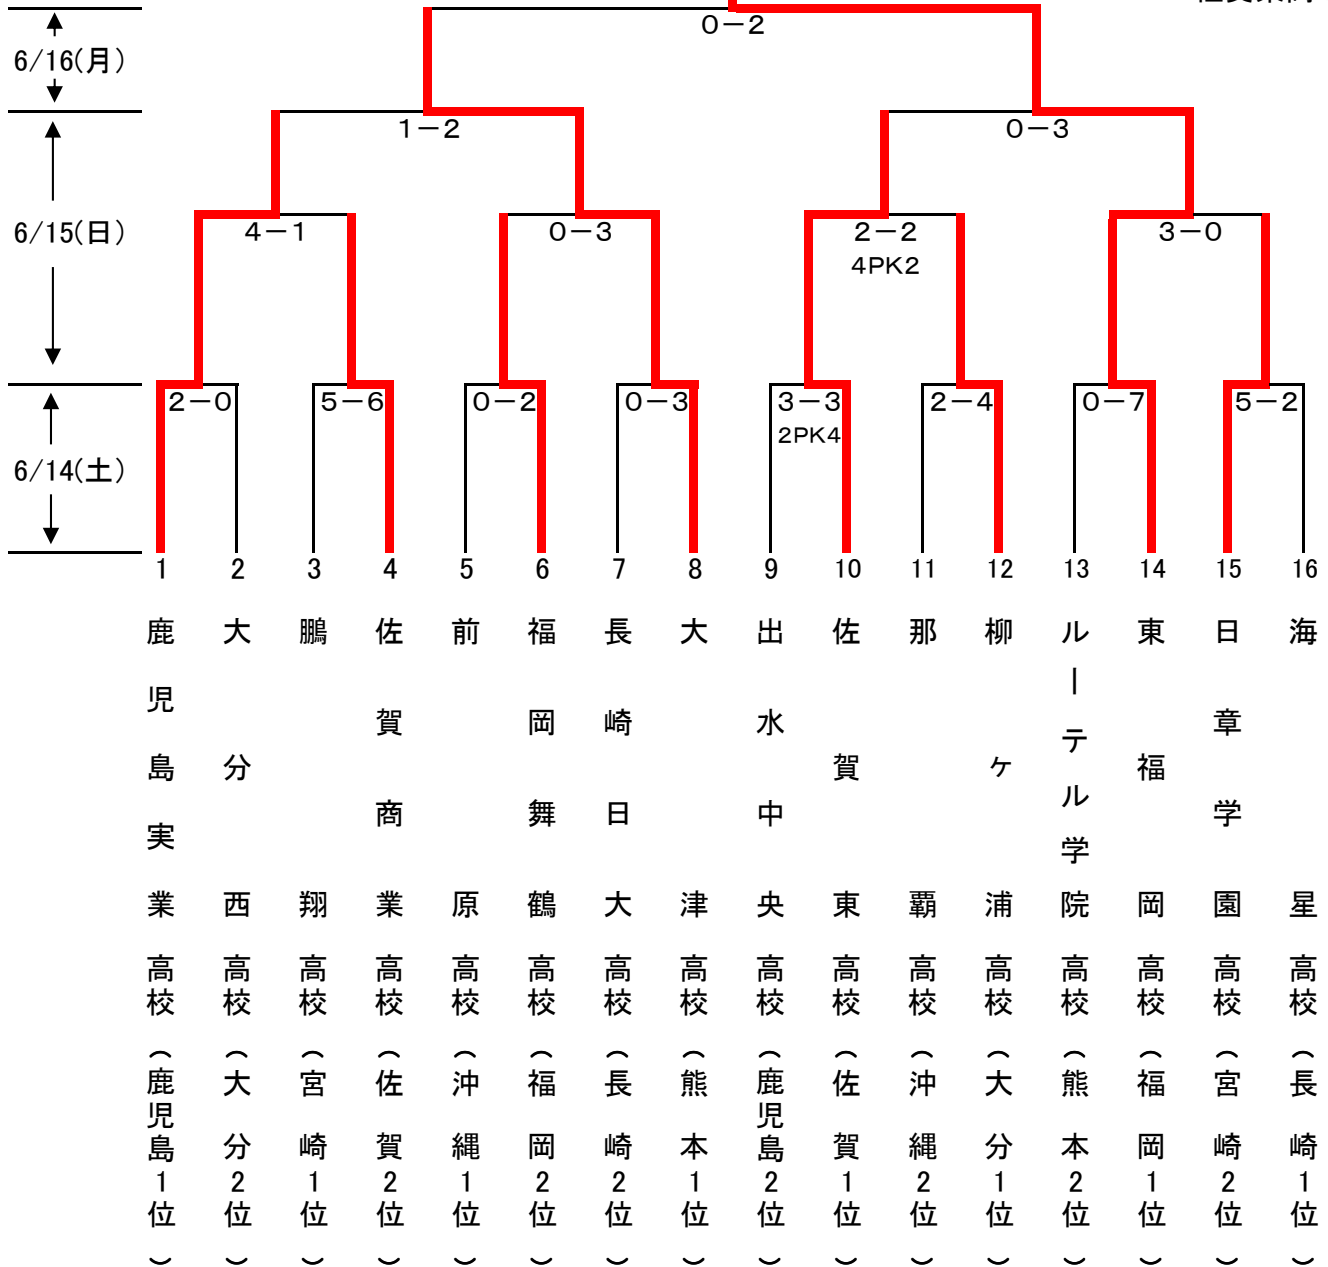 0-2
6/16(月)
1-2
0-3
6/15(日)
4-1
0-3
2-2
3-0
4PK2
2-0
5-6
0-2
0-3
3-3
2-4
0-7
5-2
2PK4
6/14(土)
1
2
3
4
5
6
7
8
9
10
11
12
13
14
15
16
鹿児島実業高校(鹿児島1位)
大分西高校(大分2位)
鵬翔高校(宮崎1位)
佐賀商業高校(佐賀2位)
前原高校(沖縄1位)
福岡舞鶴高校(福岡2位)
長崎日大高校(長崎2位)
大津高校(熊本1位)
出水中央高校(鹿児島2位)
佐賀東高校(佐賀1位)
那覇高校(沖縄2位)
柳ヶ浦高校(大分1位)
ルーテル学院高校(熊本2位)
東福岡高校(福岡1位)
日章学園高校(宮崎2位)
海星高校(長崎1位)